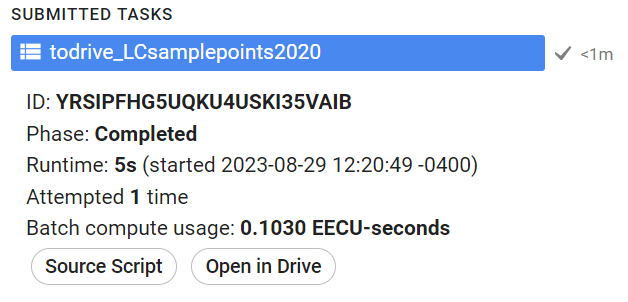 SUBMITTED TASKS
todrive_LCsamplepoints2020 <1m
ID: YRSIPFHG5UQKU4USKI35VAIB
Phase: Completed
Runtime: 5s (started 2023-08-29 12:20:49 -0400)
Attempted 1 time
Batch compute usage: 0.1030 EECU-seconds
Source Script Open in Drive